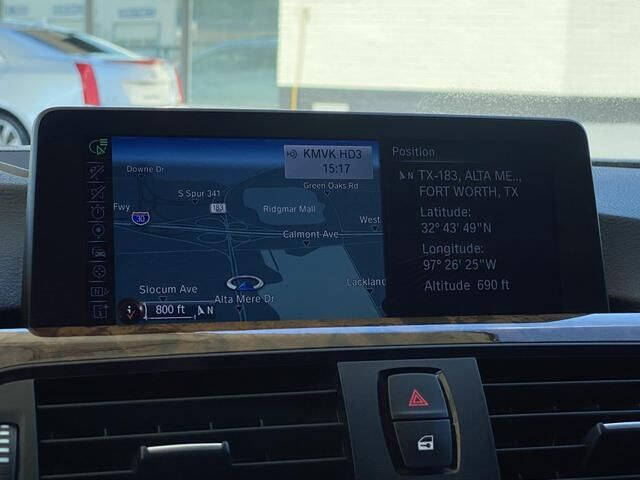 KMVK HD3
15:17
Downe Dr
S Spur 341
Green Oaks Rd
183
Fwy
30
Ridgmar Mall
West
Calmont Ave
Slocum Ave
Lackland
Alta Mere Dr
800 ft
N
Position
N TX-183, ALTA ME..,
FORT WORTH, TX
Latitude:
32° 43' 49"N
Longitude:
97° 26' 25"W
Altitude 690 ft